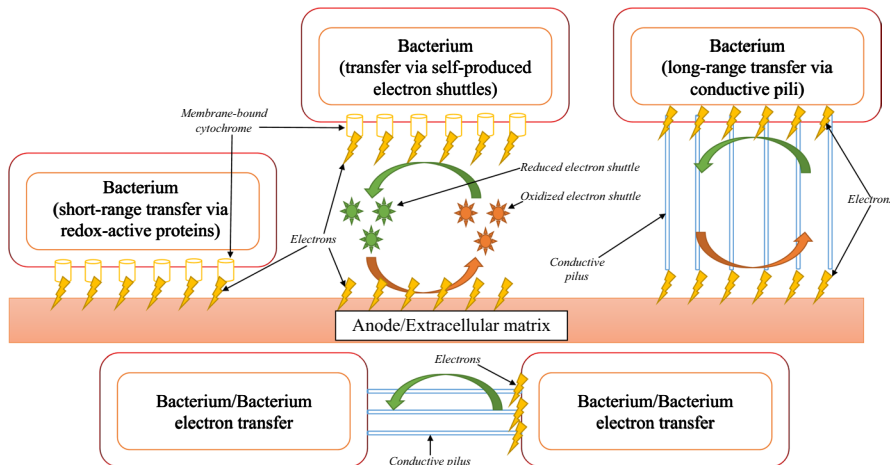 Bacterium
(transfer via self-produced
electron shuttles)
Bacterium
(long-range transfer via
conductive pili)
Membrane-bound
cytochrome
Bacterium
(short-range transfer via
redox-active proteins)
Reduced electron shuttle
Oxidized electron shuttle
Electrons
Electron
Conductive
pilus
Anode/Extracellular matrix
Electrons
Bacterium/Bacterium
electron transfer
Bacterium/Bacterium
electron transfer
Conductive pilus